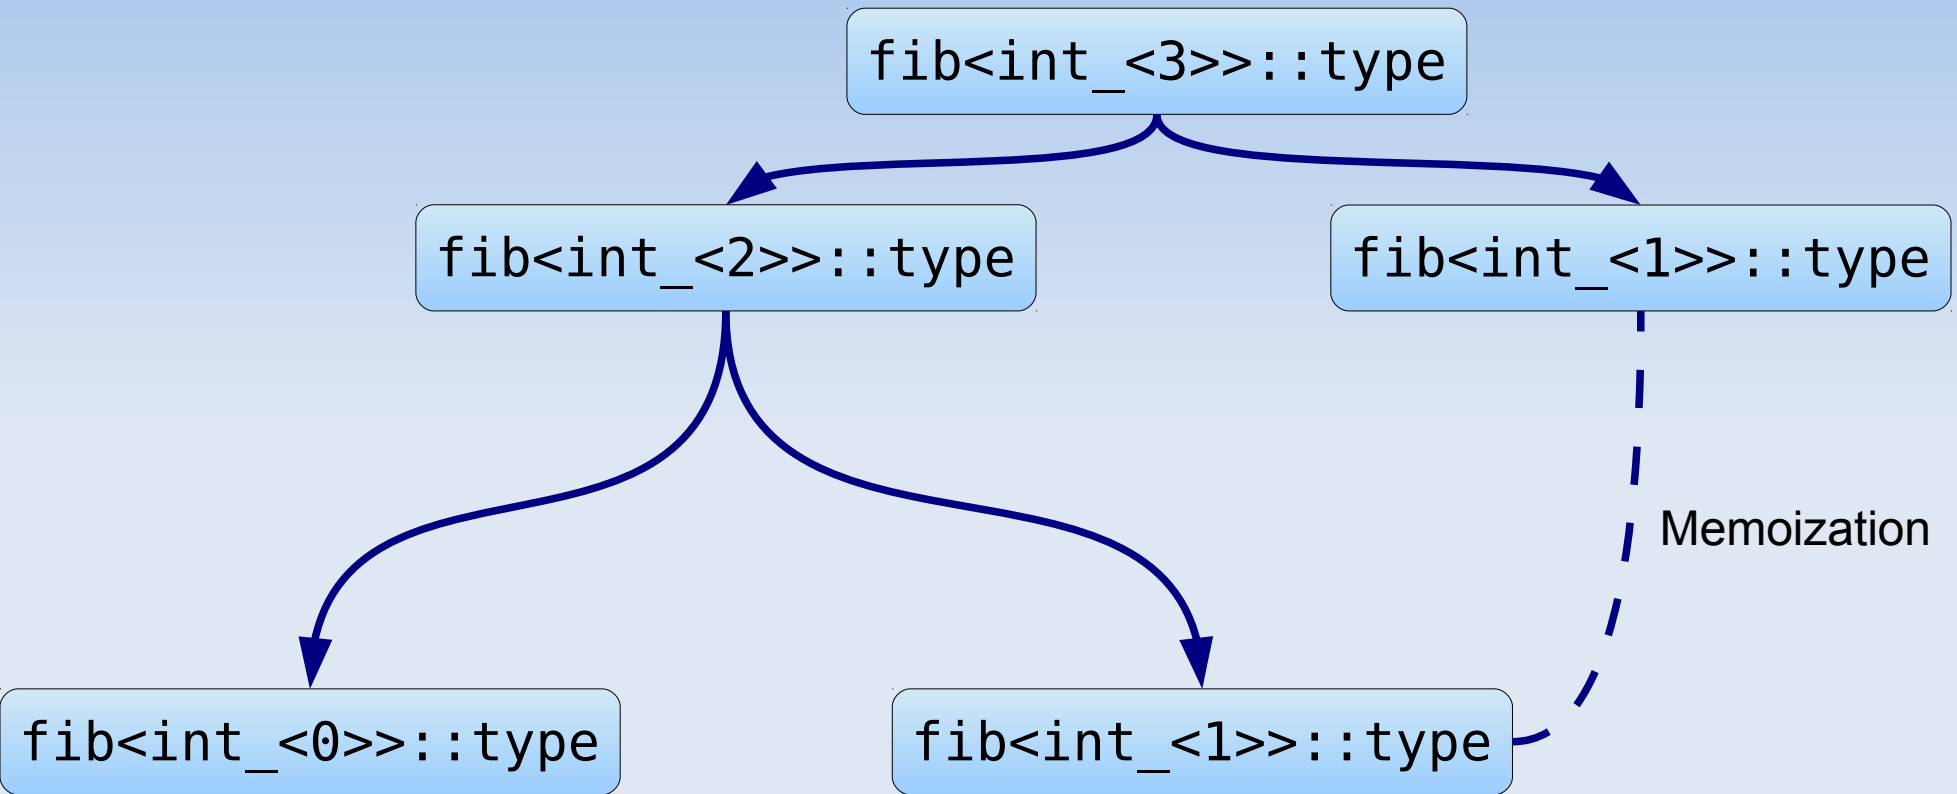 fib<int_<3>>::type
fib<int_<2>>::type
fib<int_<1>>::type
Memoization
fib<int_<0>>::type
fib<int_<1>>::type